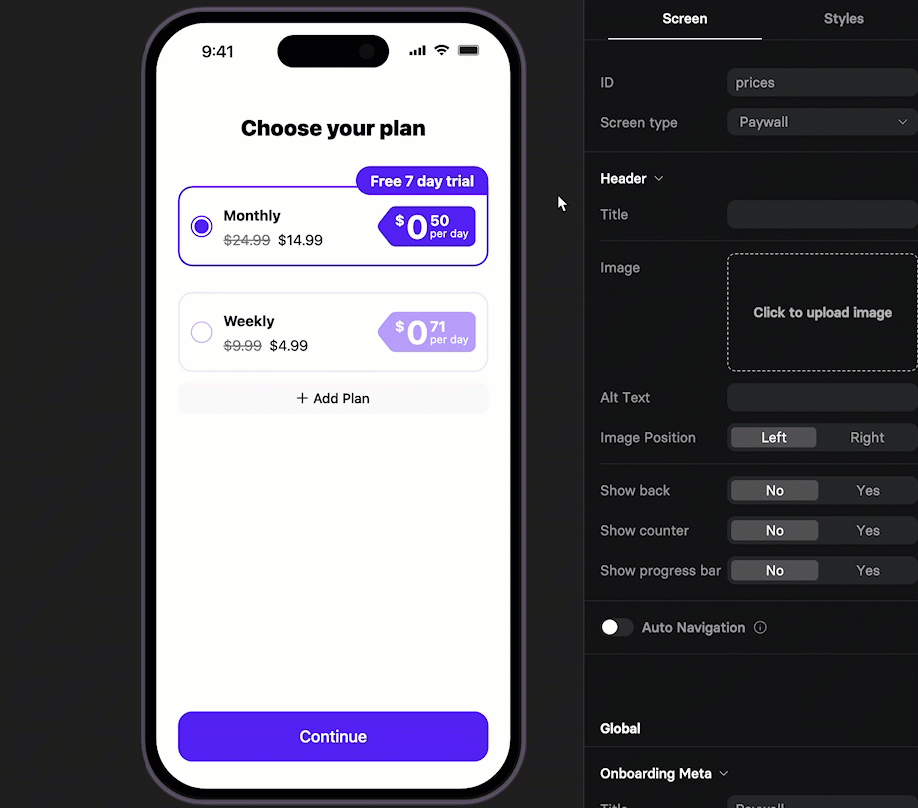 9:41
Choose your plan
Free 7 day trial
Monthly
$24.99 $14.99
$0 50 per day
Weekly
$9.99 $4.99
$0 71 per day
+ Add Plan
Continue
Screen Styles
ID prices
Screen type Paywall
Header
Title
Image
Click to upload image
Alt Text
Image Position Left Right
Show back No Yes
Show counter No Yes
Show progress bar No Yes
Auto Navigation
Global
Onboarding Meta
Title Paywall